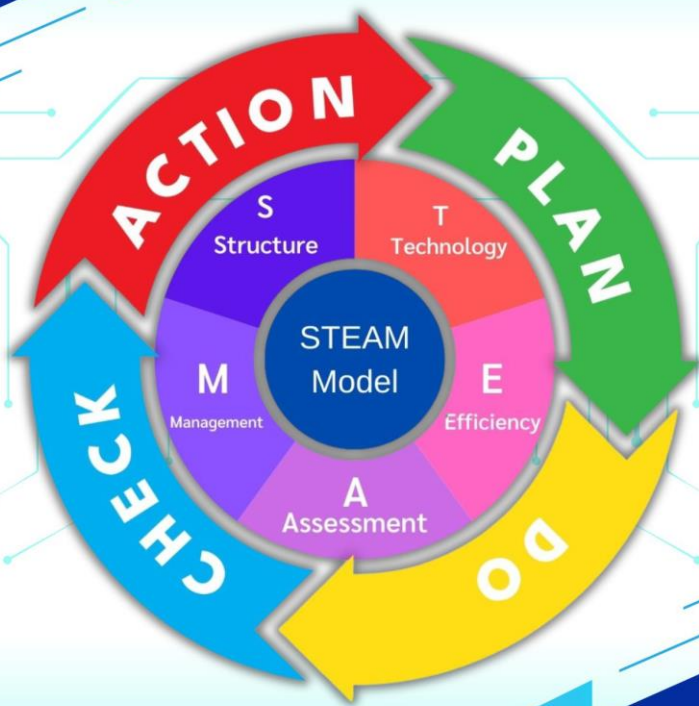 ACTION
PLAN
DO
CHECK
S
Structure
T
Technology
E
Efficiency
A
Assessment
M
Management
STEAM
Model